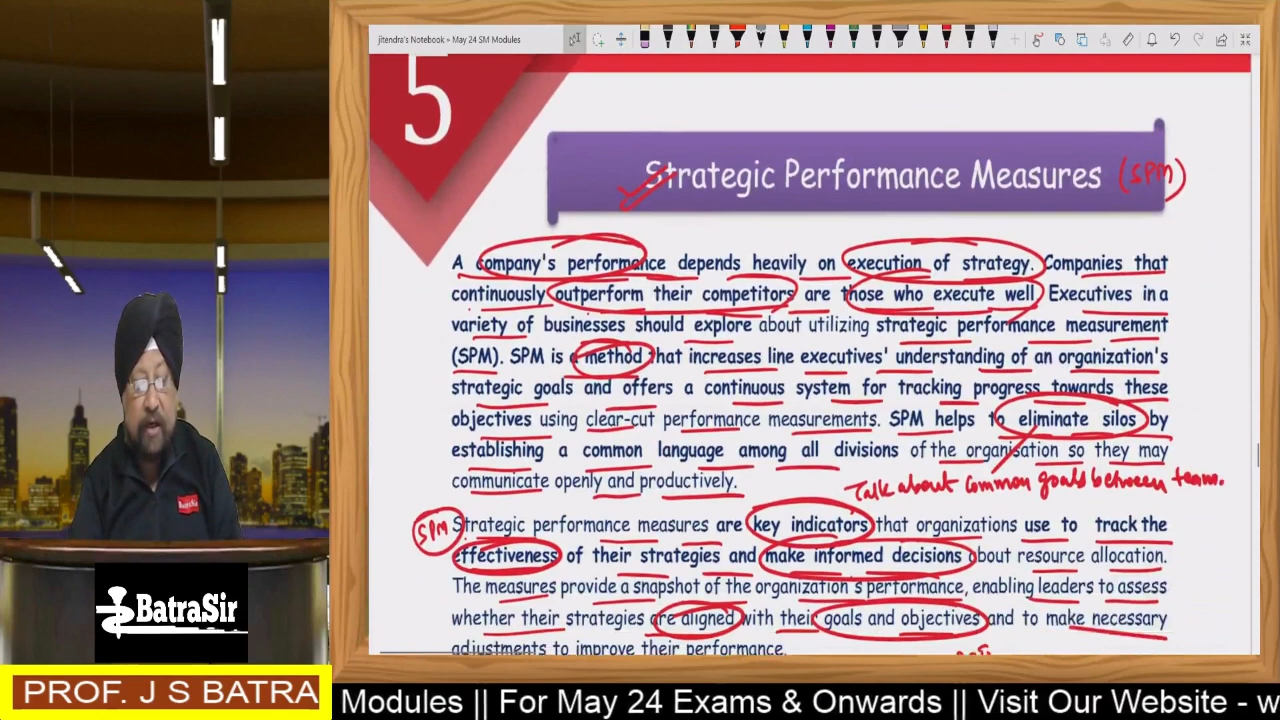 jitendra's Notebook » May 24 SM Modules
5
Strategic Performance Measures (SPM)
A company's performance depends heavily on execution of strategy. Companies that
continuously outperform their competitors are those who execute well Executives in a
variety of businesses should explore about utilizing strategic performance measurement
(SPM). SPM is a method that increases line executives' understanding of an organization's
strategic goals and offers a continuous system for tracking progress towards these
objectives using clear-cut performance measurements. SPM helps to eliminate silos by
establishing a common language among all divisions of the organisation so they may
communicate openly and productively.
Talk about common goals between team.
SPM
Strategic performance measures are key indicators that organizations use to track the
effectiveness of their strategies and make informed decisions about resource allocation.
The measures provide a snapshot of the organization's performance, enabling leaders to assess
whether their strategies are aligned with their goals and objectives and to make necessary
adjustments to improve their performance.
BatraSir
PROF. J S BATRA
Modules || For May 24 Exams & Onwards || Visit Our Website - w